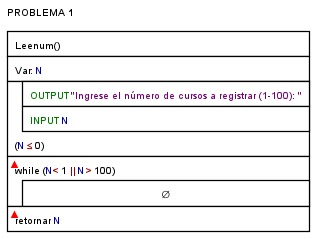 PROBLEMA 1
Leenum()
Var: N
OUTPUT "Ingrese el número de cursos a registrar (1-100): "
INPUT N
(N ≤ 0)
while (N < 1 || N > 100)
∅
retornar N